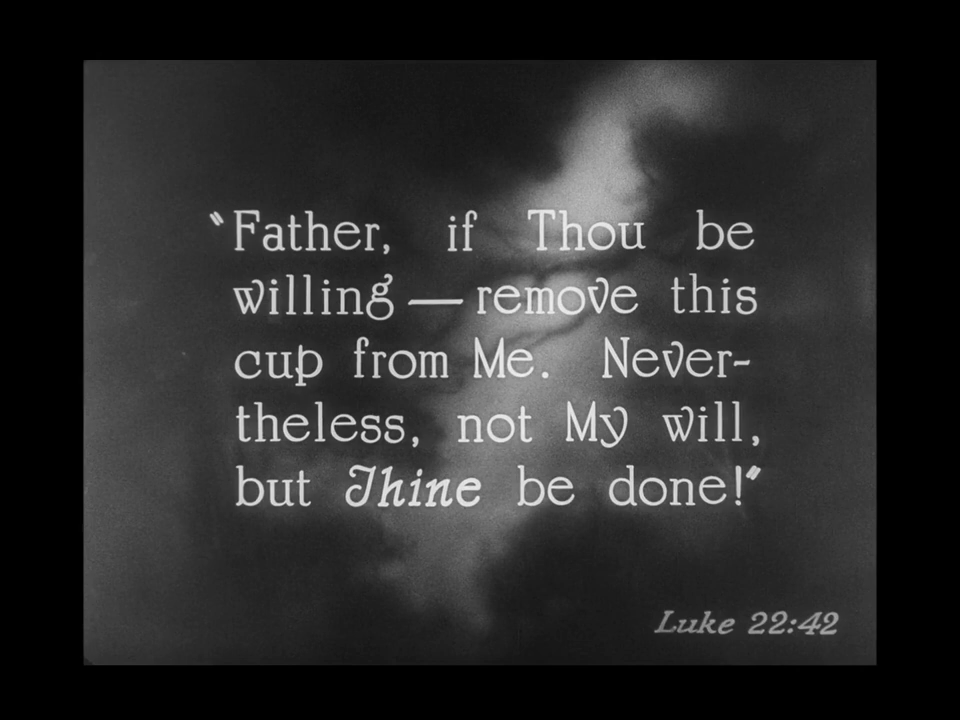 "Father, if Thou be
willing — remove this
cup from Me. Never-
theless, not My will,
but Thine be done!"
Luke 22:42